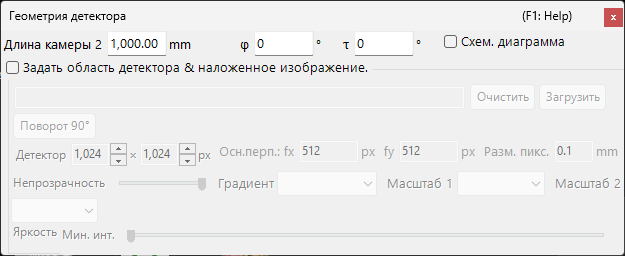 Геометрия детектора (F1: Help) x
Длина камеры 2 1,000.00 mm φ 0 ° τ 0 ° Схем. диаграмма
Задать область детектора & наложенное изображение.
Очистить Загрузить
Поворот 90°
Детектор 1,024 × 1,024 px Осн.перп.: fx 512 px fy 512 px Разм. пикс. 0.1 mm
Непрозрачность Градиент Масштаб 1 Масштаб 2
Яркость Мин. инт.